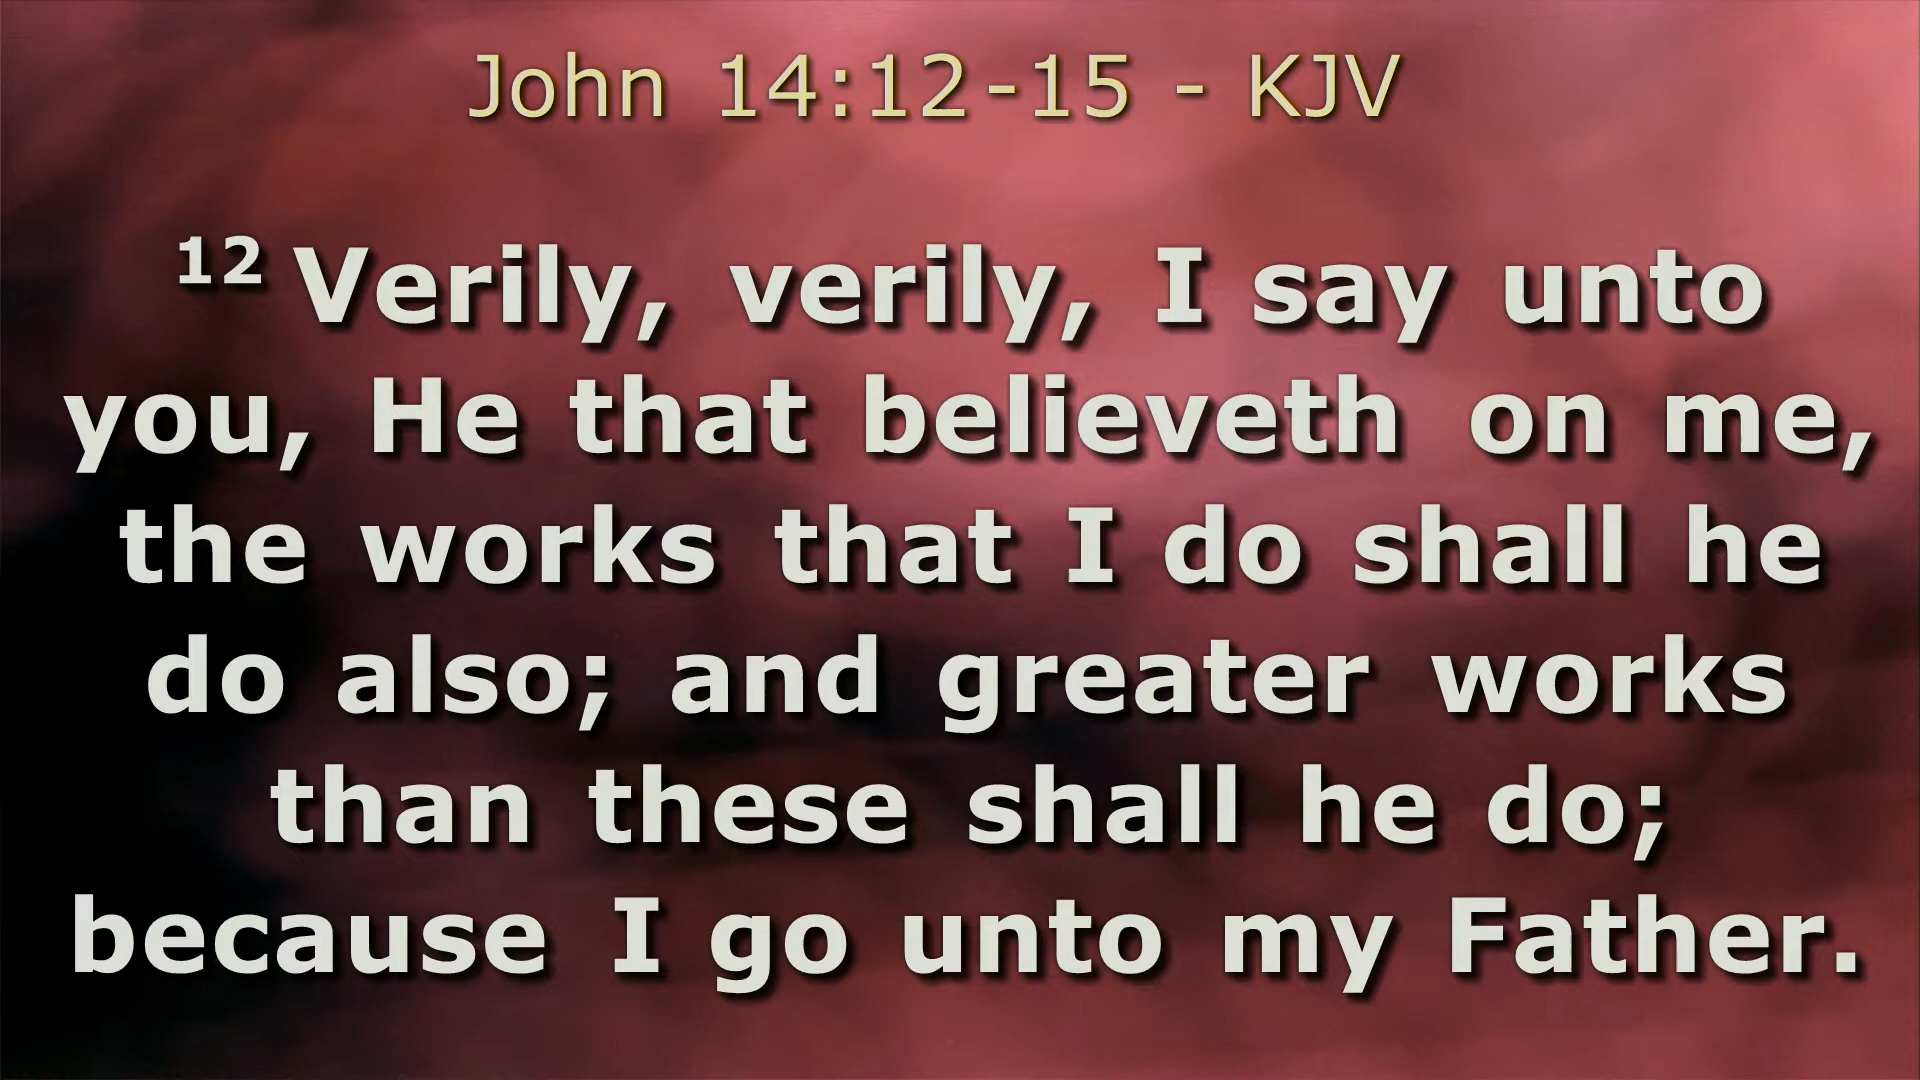 John 14:12-15 - KJV
12 Verily, verily, I say unto
you, He that believeth on me,
the works that I do shall he
do also; and greater works
than these shall he do;
because I go unto my Father.